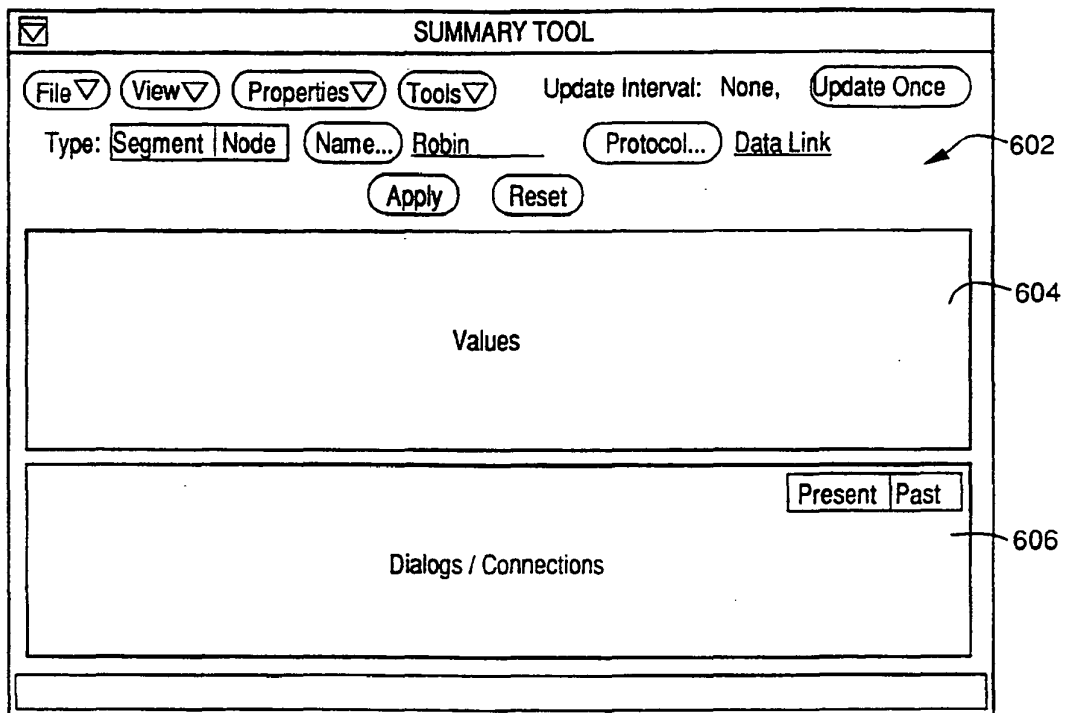 SUMMARY TOOL
File View Properties Tools Update Interval: None, Update Once
Type: Segment Node Name... Robin Protocol... Data Link
602
Apply Reset
604
Values
Present Past
606
Dialogs / Connections